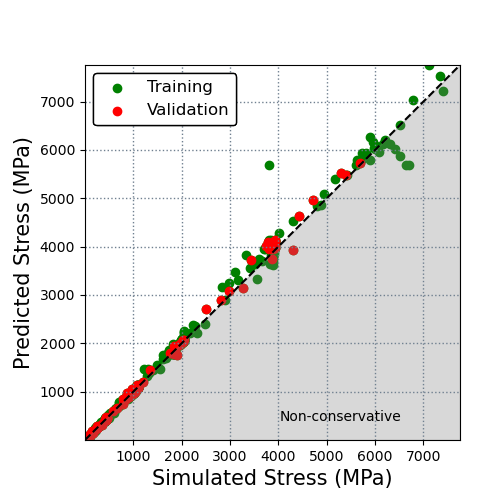 Training
Validation
7000
6000
5000
4000
3000
2000
1000
Predicted Stress (MPa)
Non-conservative
1000 2000 3000 4000 5000 6000 7000
Simulated Stress (MPa)